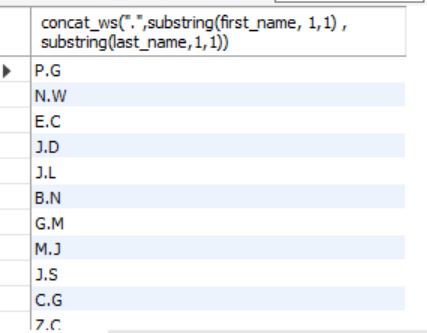 concat_ws(".",substring(first_name, 1,1) ,
substring(last_name,1,1))
P.G
N.W
E.C
J.D
J.L
B.N
G.M
M.J
J.S
C.G
Z.C